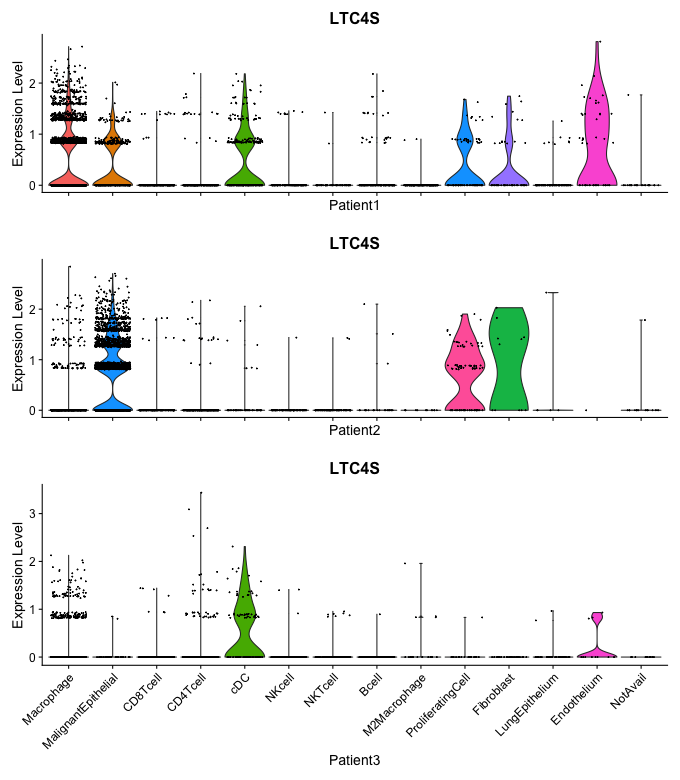 LTC4S
Expression Level
2
1
0
Patient1
LTC4S
Expression Level
2
1
0
Patient2
LTC4S
Expression Level
3
2
1
0
Macrophage
MalignantEpithelial
CD8Tcell
CD4Tcell
cDC
NKcell
NKTcell
Bcell
M2Macrophage
ProliferatingCell
Fibroblast
LungEpithelium
Endothelium
NotAvail
Patient3